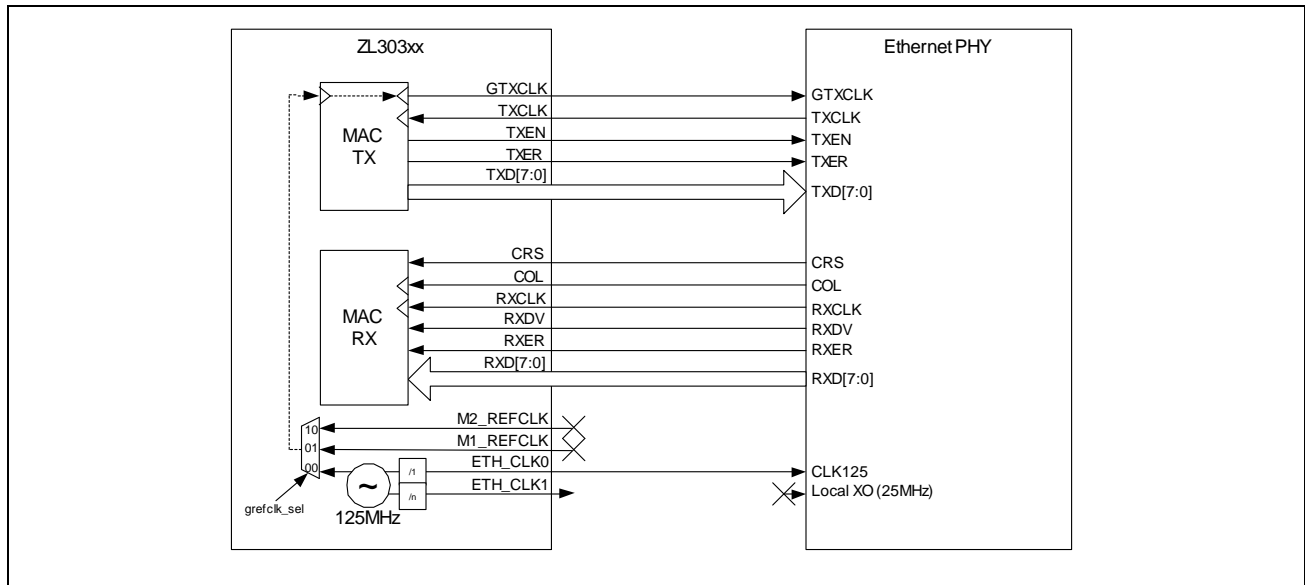 ZL303xx
Ethernet PHY
MAC
TX
GTXCLK
GTXCLK
TXCLK
TXCLK
TXEN
TXEN
TXER
TXER
TXD[7:0]
TXD[7:0]
MAC
RX
CRS
CRS
COL
COL
RXCLK
RXCLK
RXDV
RXDV
RXER
RXER
RXD[7:0]
RXD[7:0]
M2_REFCLK
10
M1_REFCLK
01
ETH_CLK0
00
/1
CLK125
ETH_CLK1
~
/n
Local XO (25MHz)
grefclk_sel
125MHz